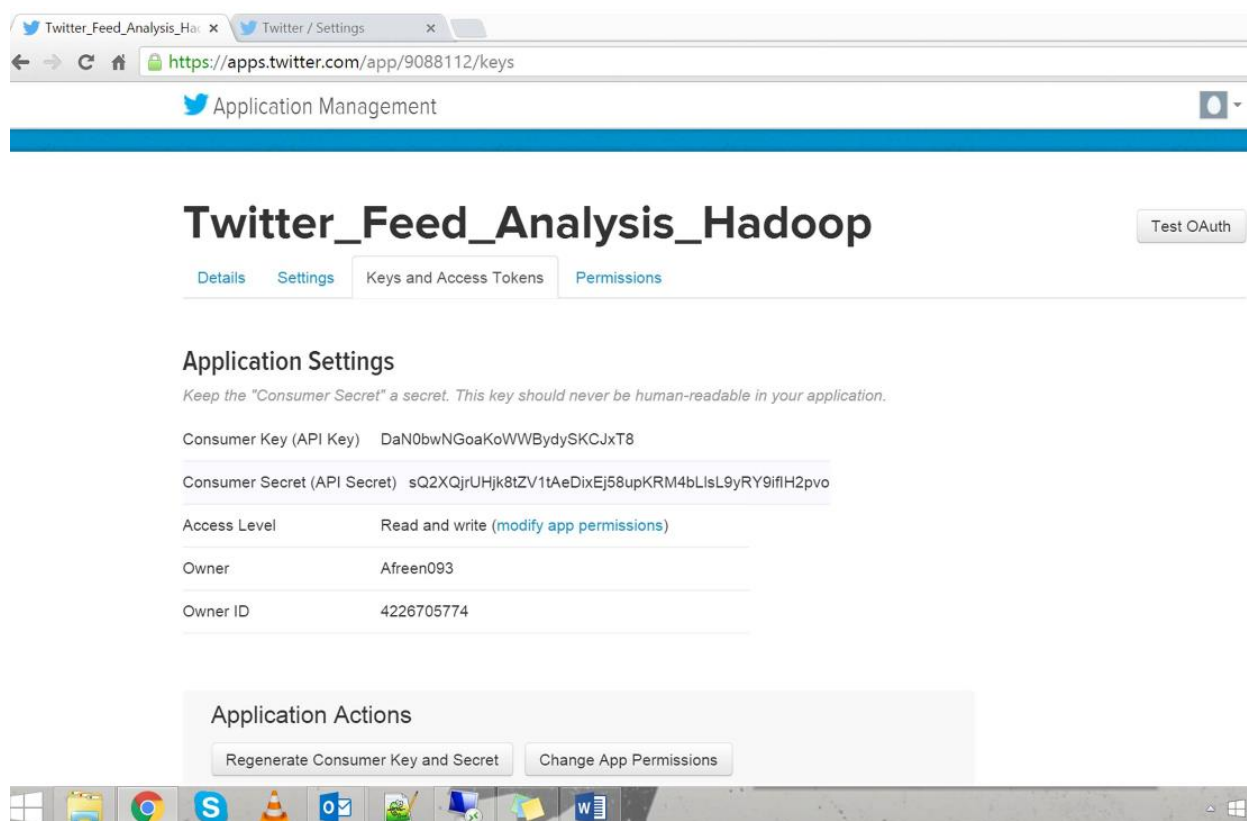 Twitter_Feed_Analysis_Ha
Twitter / Settings
https://apps.twitter.com/app/9088112/keys
Application Management
Twitter_Feed_Analysis_Hadoop
Test OAuth
Details Settings Keys and Access Tokens Permissions
Application Settings
Keep the "Consumer Secret" a secret. This key should never be human-readable in your application.
Consumer Key (API Key) DaN0bwNGoaKoWWBydySKCJxT8
Consumer Secret (API Secret)
Access Level Read and write (modify app permissions)
Owner Afreen093
Owner ID 4226705774
Application Actions
Regenerate Consumer Key and Secret Change App Permissions